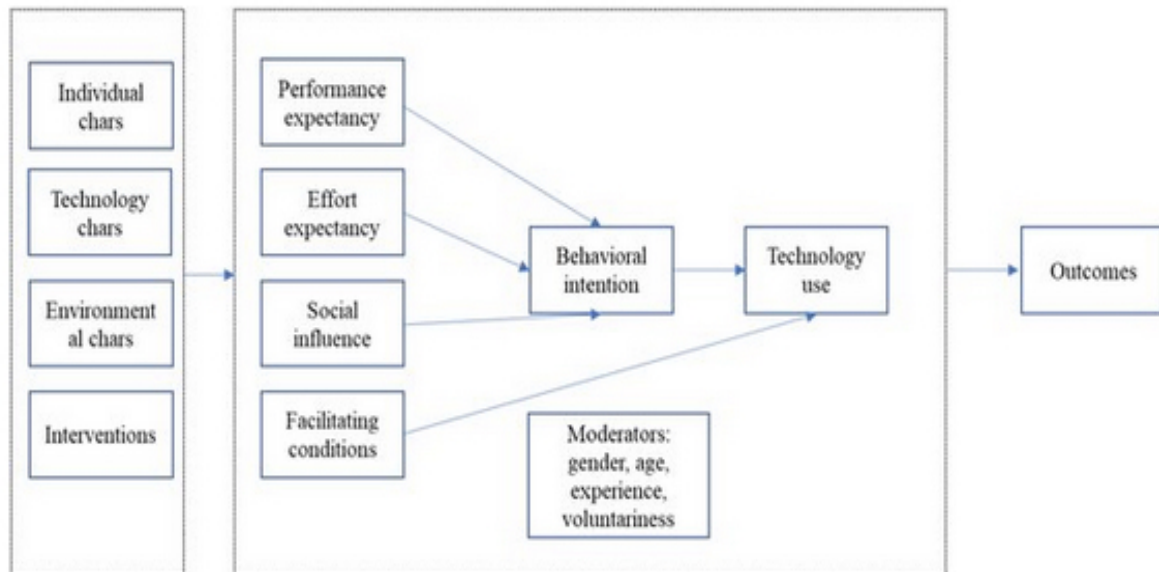 Individual
chars
Technology
chars
Environment
al chars
Interventions
Performance
expectancy
Effort
expectancy
Social
influence
Facilitating
conditions
Behavioral
intention
Technology
use
Moderators:
gender, age,
experience,
voluntariness
Outcomes